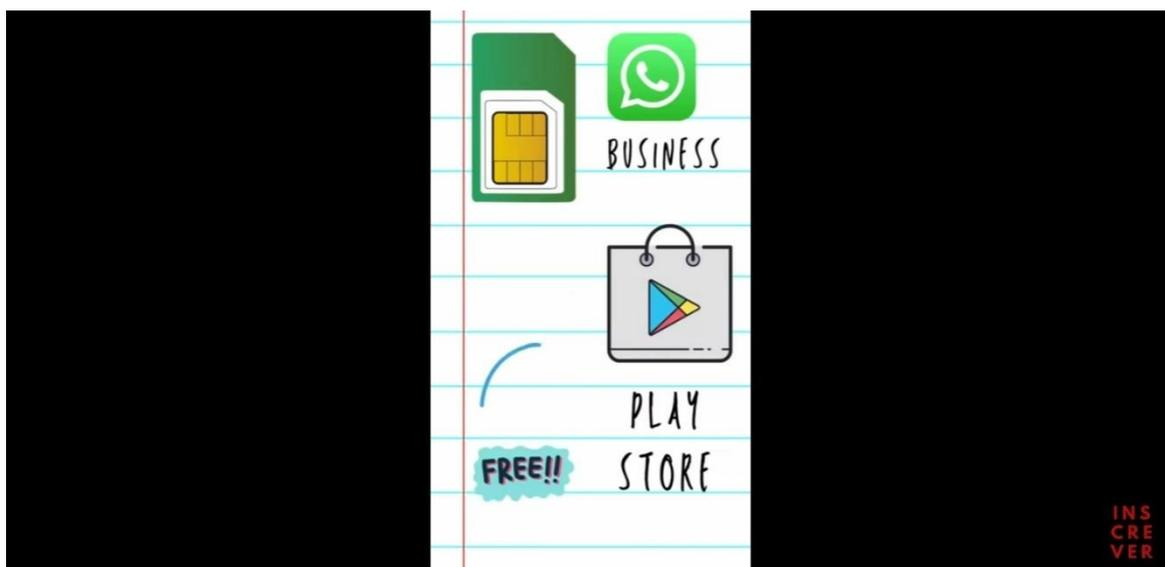 BUSINESS
PLAY
STORE
FREE!!
INS
CRE
VER